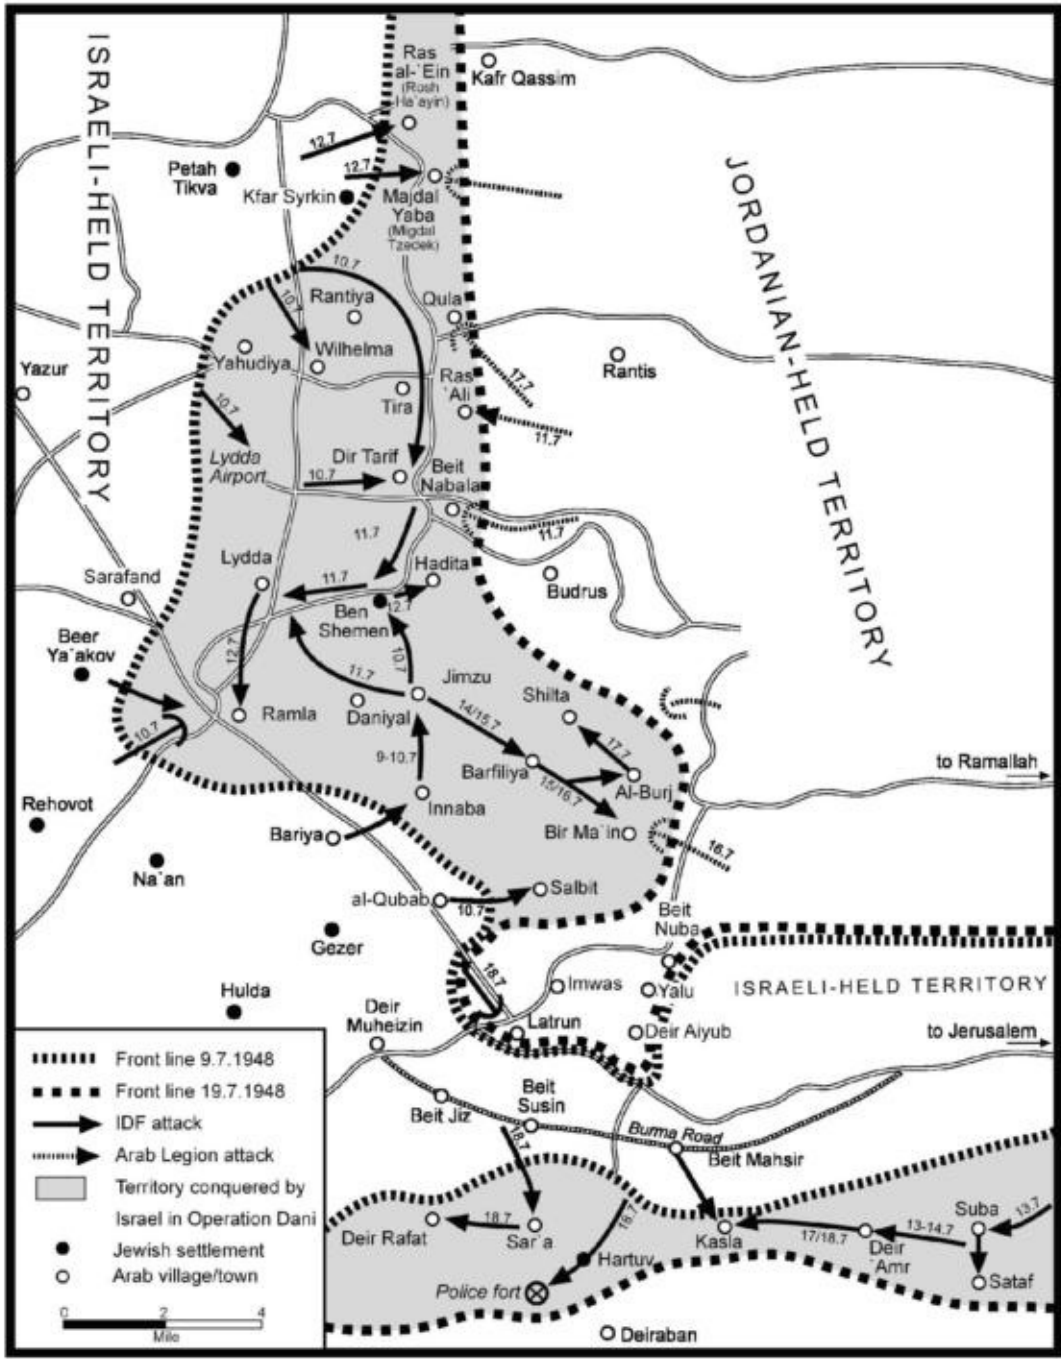 ISRAELI-HELD TERRITORY
JORDANIAN-HELD TERRITORY
Ras
al-`Ein
(Rosh
Ha`ayin)
Kafr Qassim
12.7
12.7
Petah
Tikva
Kfar Syrkin
Majdal
Yaba
(Migdal
Tzedek)
10.7
10.7
Rantiya
Qula
Yahudiya
Wilhelma
Yazur
Rantis
17.7
Ras
`Ali
Tira
10.7
11.7
Lydda
Airport
Dir Tarif
10.7
Beit
Nabala
11.7
11.7
Lydda
Hadita
Sarafand
11.7
Budrus
Ben
Shemen
12.7
Beer
Ya`akov
12.7
10.7
11.7
Jimzu
Shilta
Ramla
Daniyal
14/15.7
10.7
9-10.7
17.7
Barfiliya
15/16.7
Al-Burj
to Ramallah
Rehovot
Innaba
Bariya
Bir Ma`in
16.7
Na`an
al-Qubab
10.7
Salbit
Beit
Nuba
Gezer
18.7
Imwas
Yalu
ISRAELI-HELD TERRITORY
Hulda
Deir
Muheizin
Latrun
Deir Aiyub
to Jerusalem
Front line 9.7.1948
Front line 19.7.1948
IDF attack
Arab Legion attack
Territory conquered by
Israel in Operation Dani
Jewish settlement
Arab village/town
0 2 4
Mile
Beit Jiz
Beit
Susin
Burma Road
Beit Mahsir
18.7
18.7
18.7
Deir Rafat
Sar`a
Kasla
17/18.7
13-14.7
Deir
`Amr
Suba
13.7
Sataf
Hartuv
Police fort
Deiraban